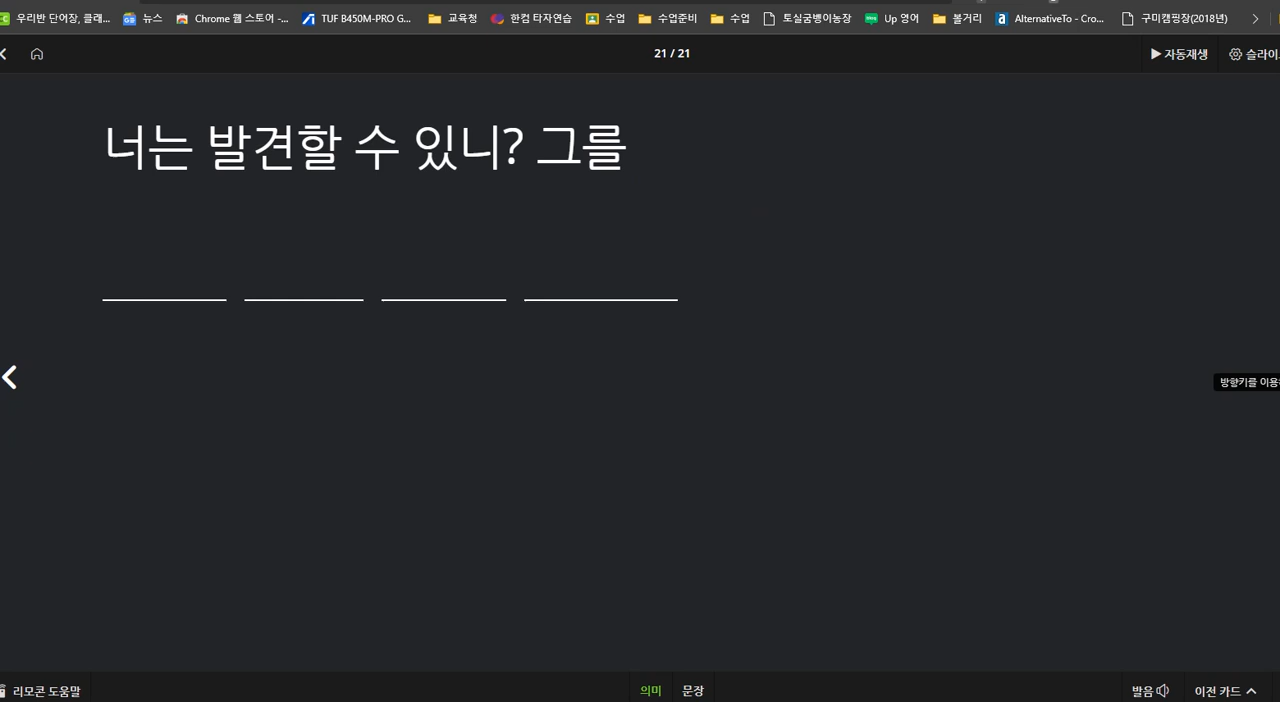 우리반 단어장, 클래... 뉴스 Chrome 웹 스토어 -... TUF B450M-PRO G... 교육청 한컴 타자연습 수업 수업준비 수업 토실굼벵이농장 Up 영어 볼거리 AlternativeTo - Cro... 구미캠핑장(2018년)
21 / 21 자동재생 슬라이
너는 발견할 수 있니? 그를
방향키를 이용
리모콘 도움말 의미 문장 발음 이전 카드